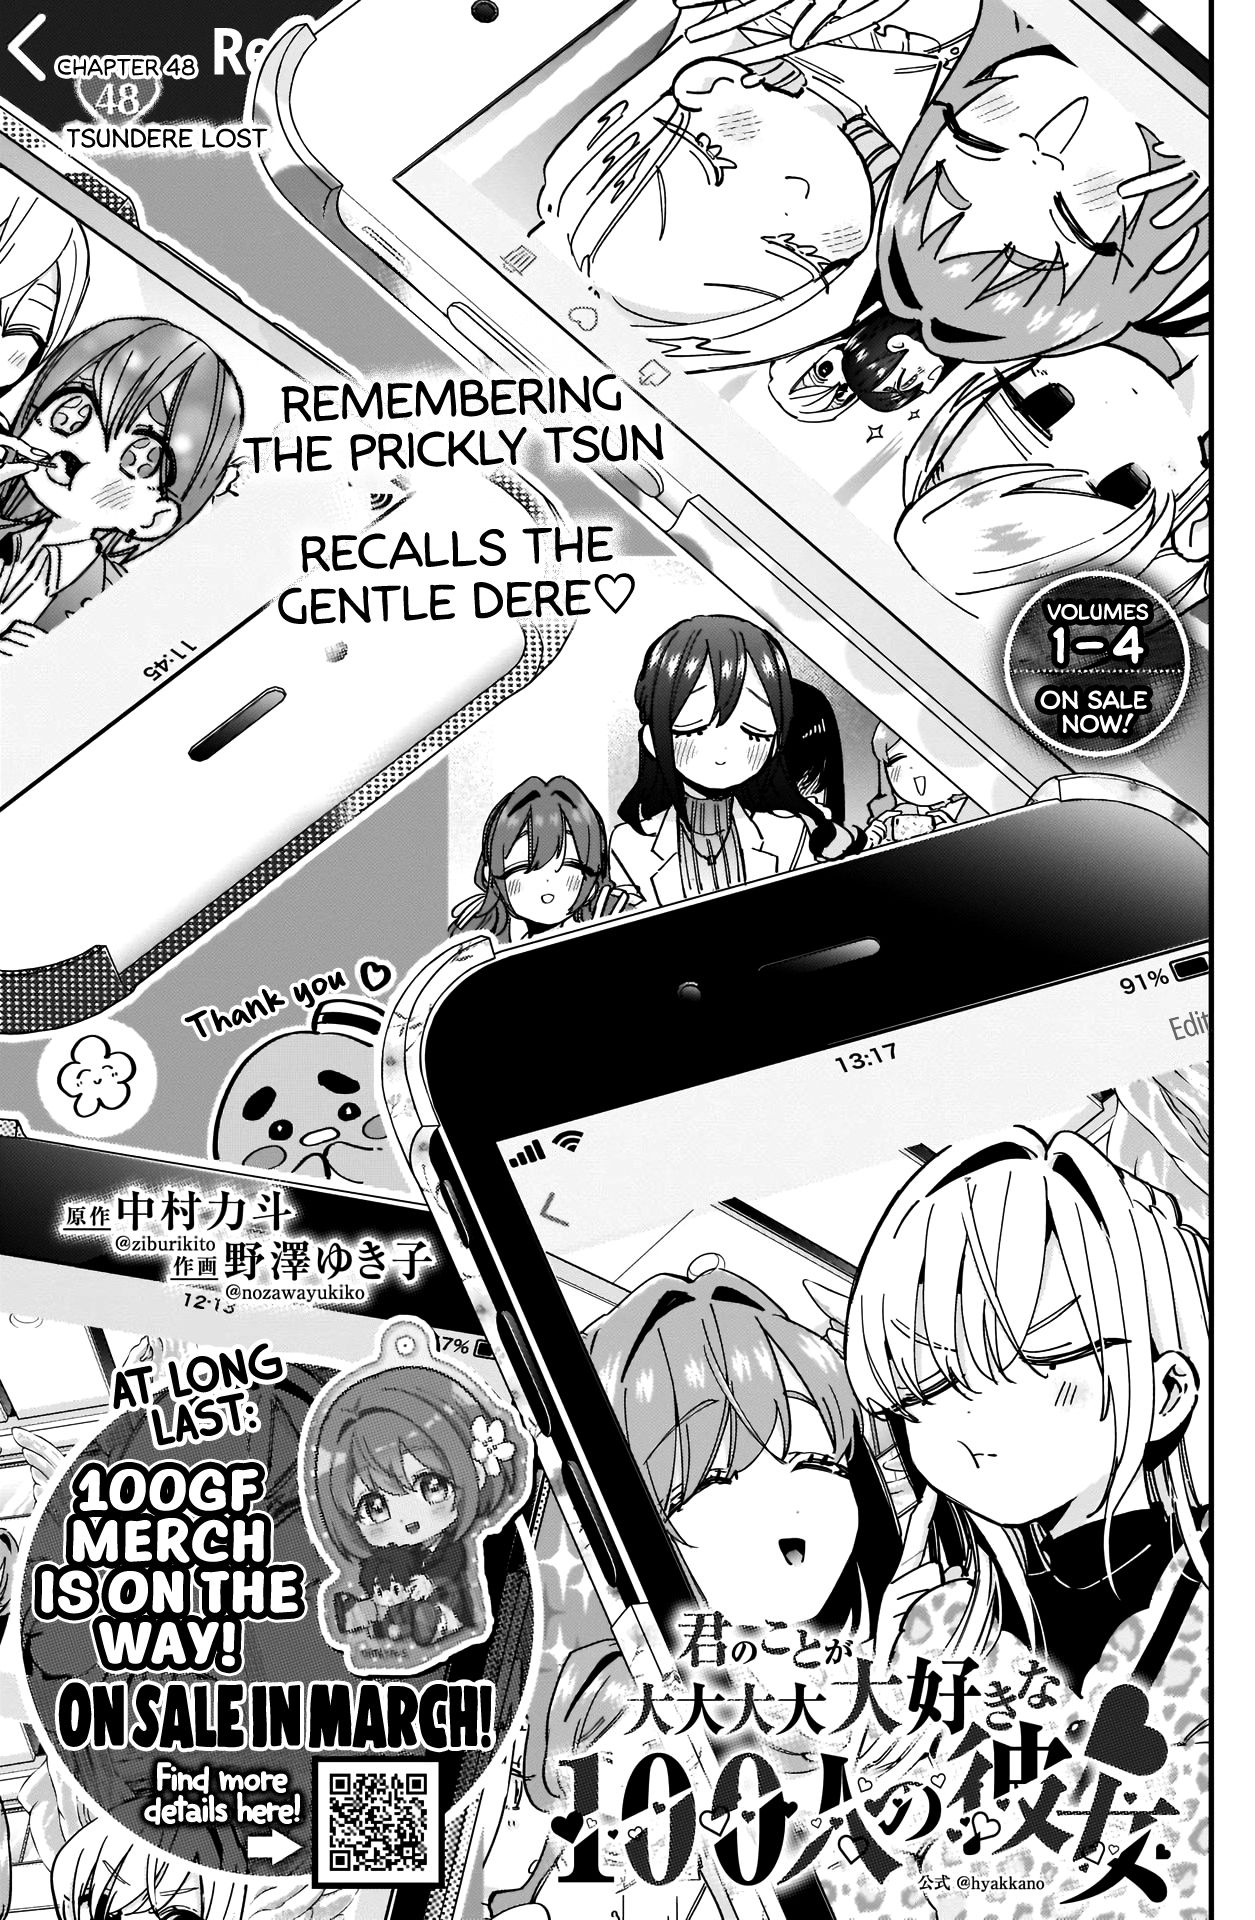 Re
CHAPTER 48
48
TSUNDERE LOST
REMEMBERING
THE PRICKLY TSUN
RECALLS THE
GENTLE DERE♡
11:45
VOLUMES
1-4
ON SALE
NOW!
Thank you ♡
91%
Edit
13:17
原作 中村力斗
@ziburikito
作画 野澤ゆき子
@nozawayukiko
12:13
7%
AT LONG
LAST:
100GF
MERCH
IS ON THE
WAY!
ON SALE IN MARCH!
Find more
details here!
君のことが
大大大大大好きな
100人の彼女
公式 @hyakkano